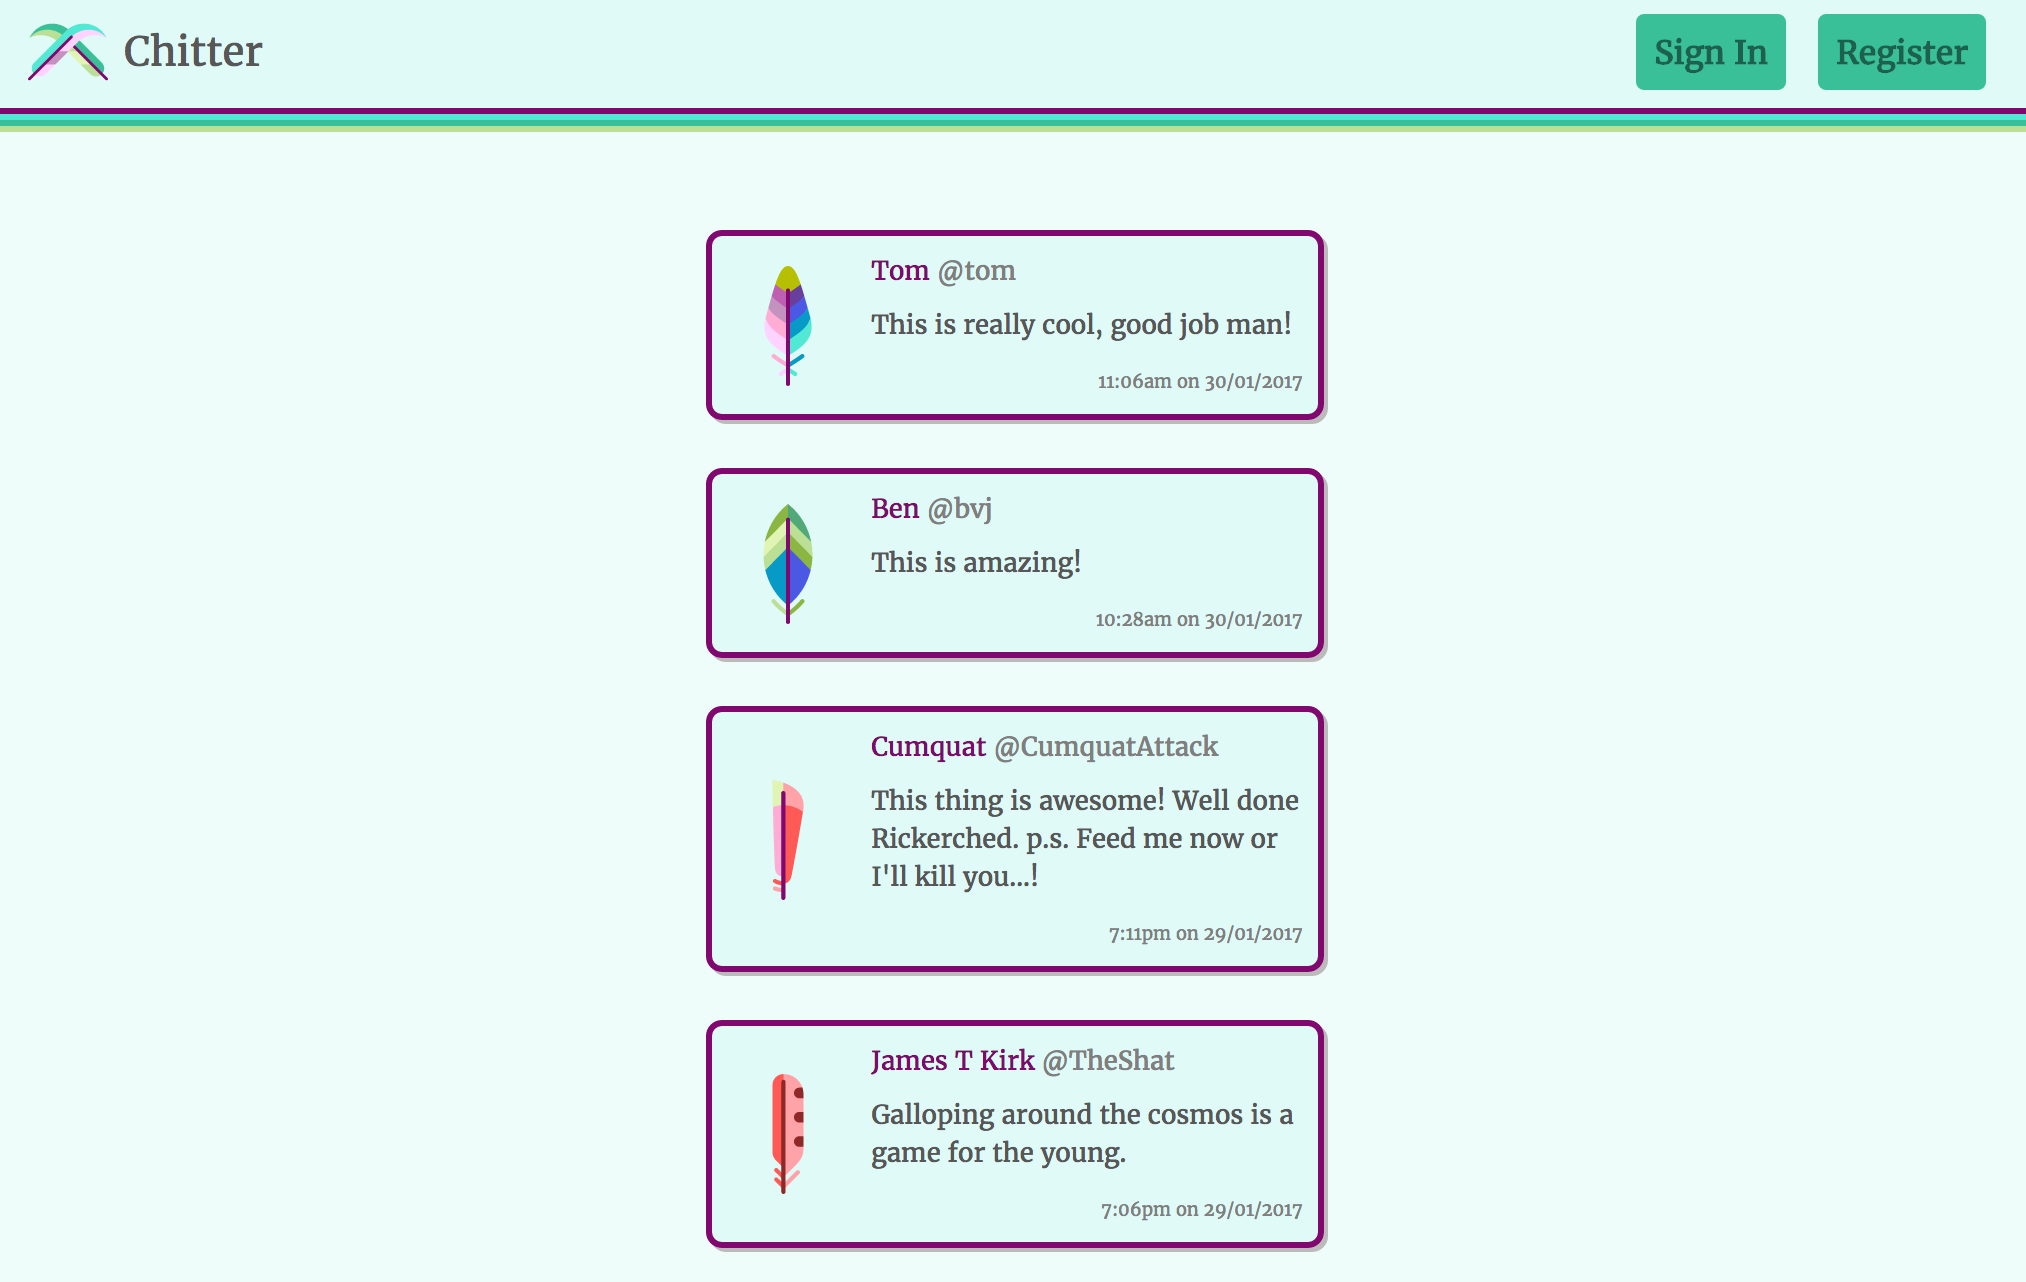 Chitter
Sign In
Register
Tom @tom
This is really cool, good job man!
11:06am on 30/01/2017
Ben @bvj
This is amazing!
10:28am on 30/01/2017
Cumquat @CumquatAttack
This thing is awesome! Well done
Rickerched. p.s. Feed me now or
I'll kill you...!
7:11pm on 29/01/2017
James T Kirk @TheShat
Galloping around the cosmos is a
game for the young.
7:06pm on 29/01/2017